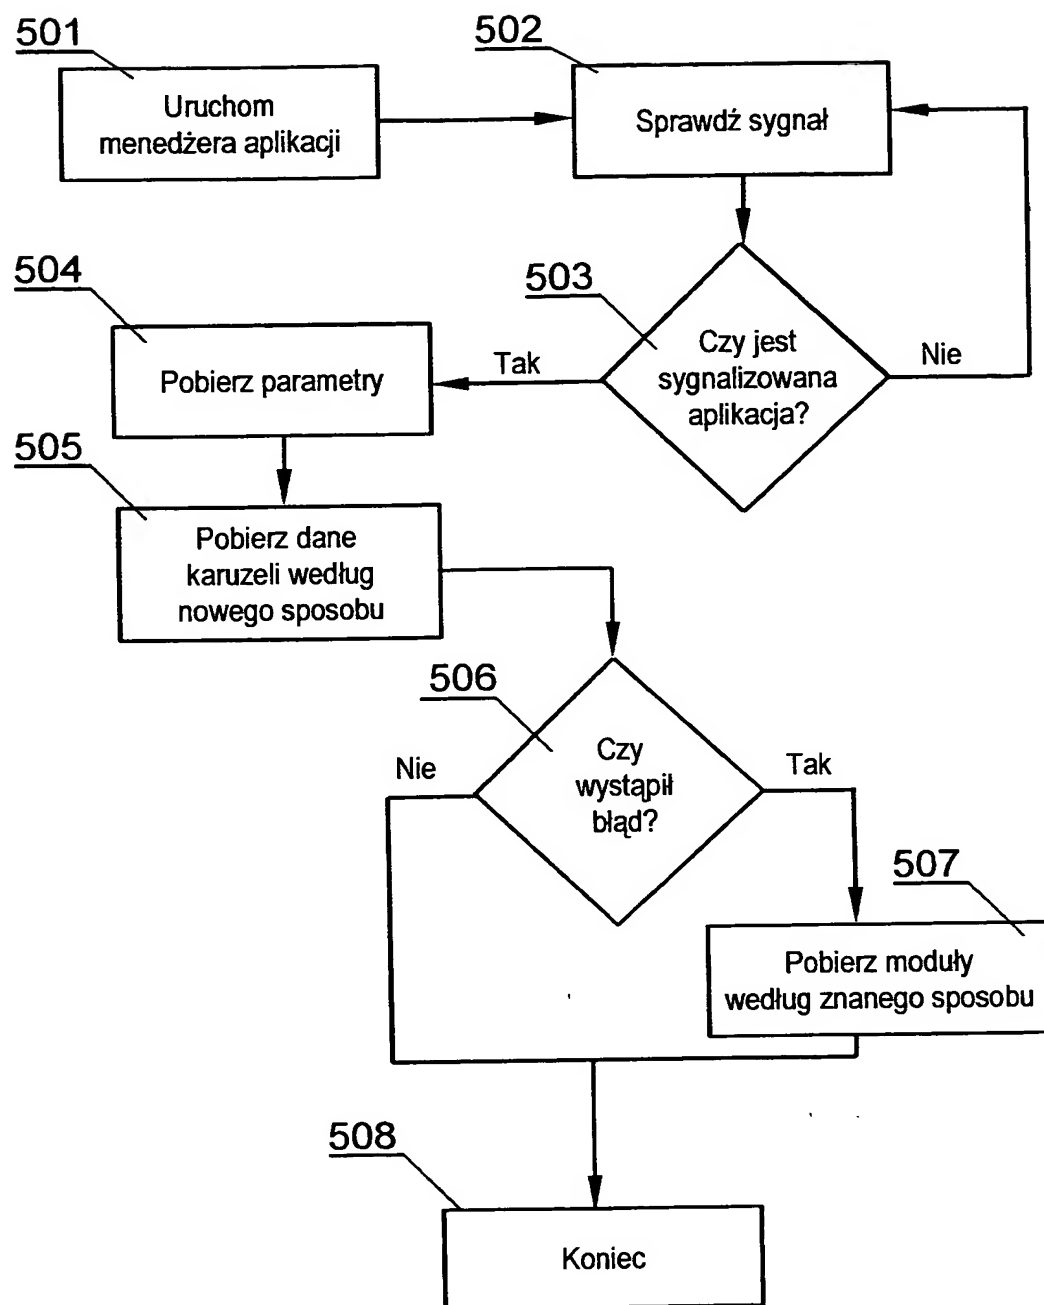 501
Uruchom
menedżera aplikacji
502
Sprawdź sygnał
503
Czy jest
sygnalizowana
aplikacja?
Tak
Nie
504
Pobierz parametry
505
Pobierz dane
karuzeli według
nowego sposobu
506
Czy
wystąpił
błąd?
Nie
Tak
507
Pobierz moduły
według znanego sposobu
508
Koniec